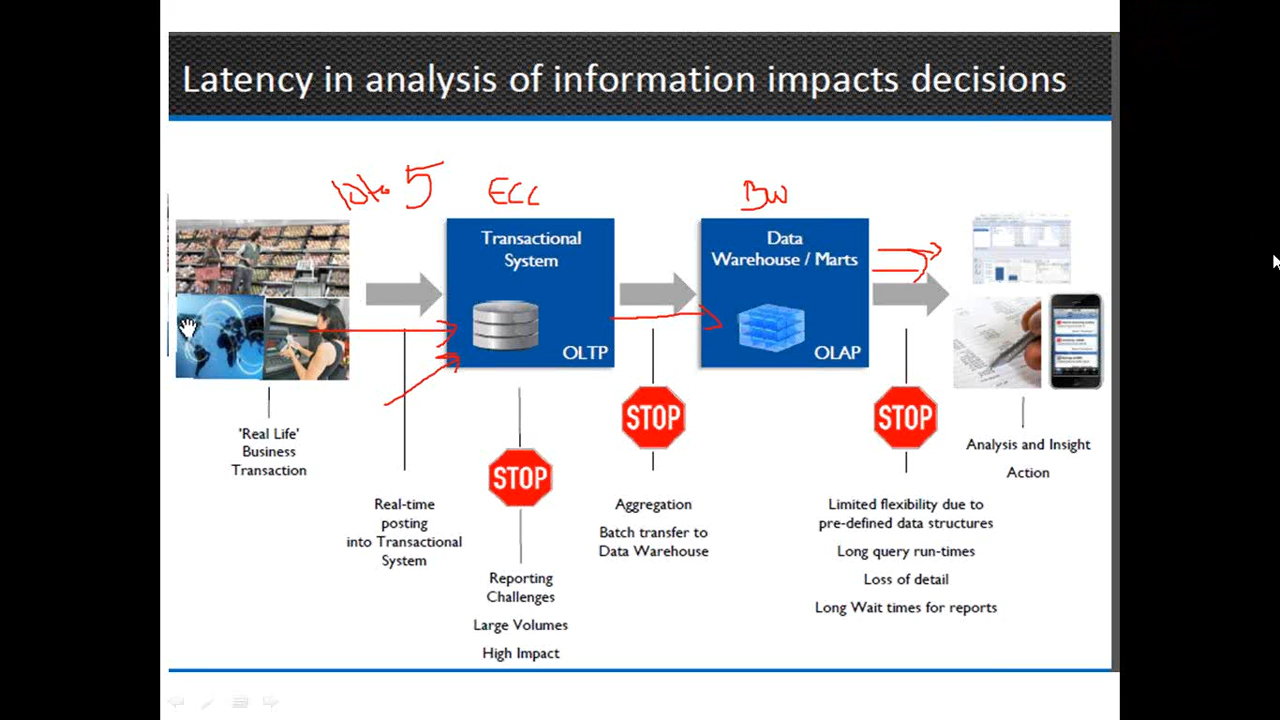 Latency in analysis of information impacts decisions
10 to 5
ECC
BW
Transactional
System
OLTP
Data
Warehouse / Marts
OLAP
'Real Life'
Business
Transaction
Real-time
posting
into Transactional
System
STOP
Reporting
Challenges
Large Volumes
High Impact
STOP
Aggregation
Batch transfer to
Data Warehouse
STOP
Limited flexibility due to
pre-defined data structures
Long query run-times
Loss of detail
Long Wait times for reports
Analysis and Insight
Action